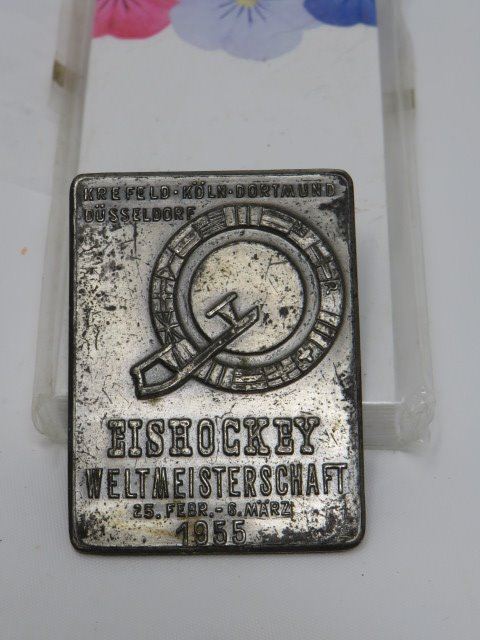 KREFELD·KÖLN·DORTMUND
DÜSSELDORF
EISHOCKEY
WELTMEISTERSCHAFT
25. FEBR.-6. MÄRZ
1955